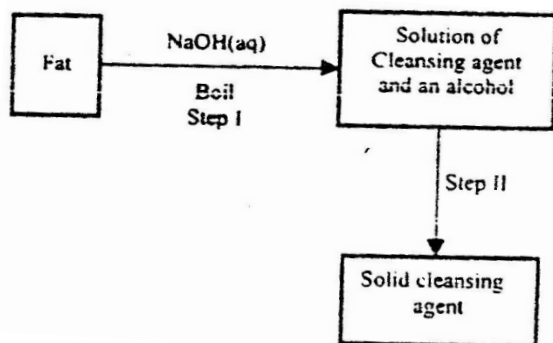 Fat
NaOH(aq)
Boil
Step I
Solution of
Cleansing agent
and an alcohol
Step II
Solid cleansing
agent